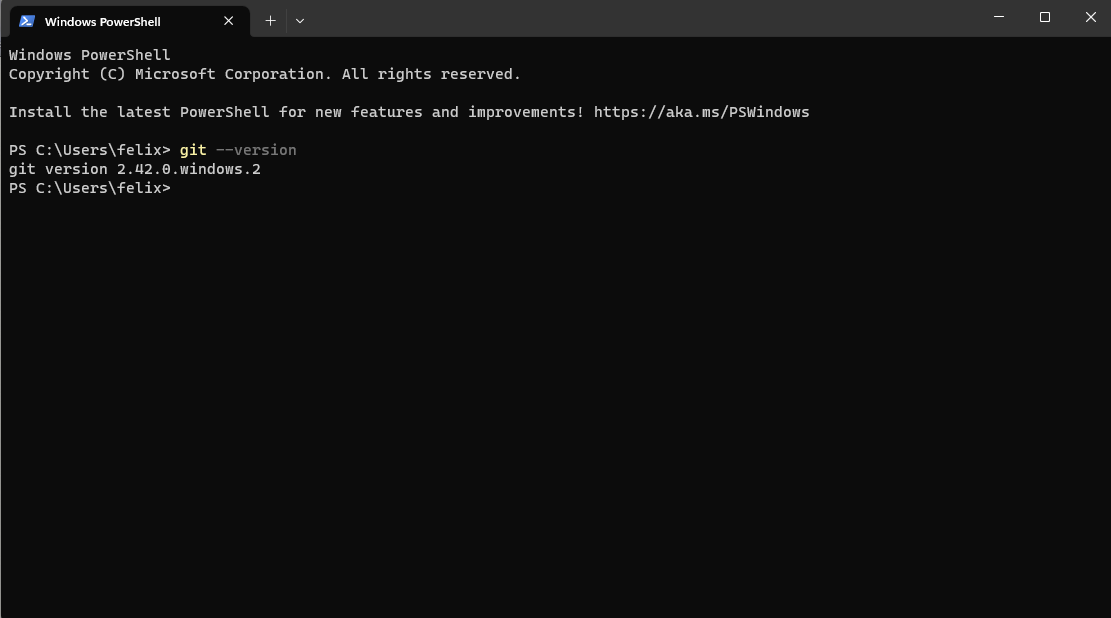 Windows PowerShell
Windows PowerShell
Copyright (C) Microsoft Corporation. All rights reserved.
Install the latest PowerShell for new features and improvements! https://aka.ms/PSWindows
PS C:\Users\felix> git --version
git version 2.42.0.windows.2
PS C:\Users\felix>